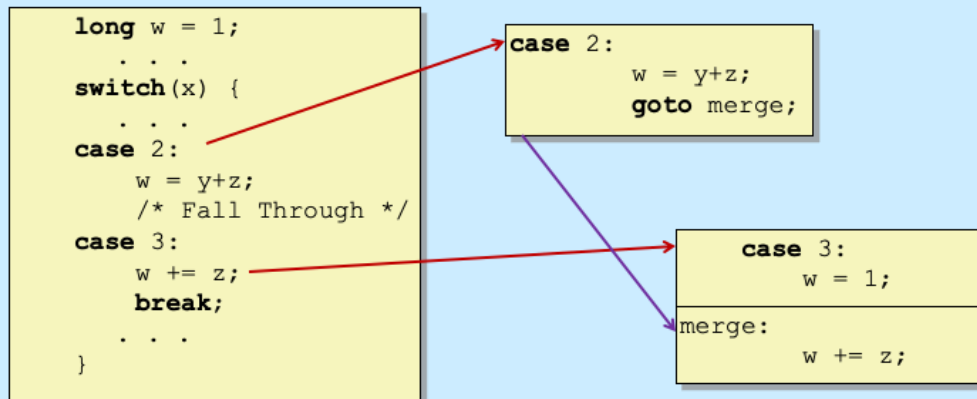 long w = 1;
. . .
switch(x) {
. . .
case 2:
w = y+z;
/* Fall Through */
case 3:
w += z;
break;
. . .
}
case 2:
w = y+z;
goto merge;
case 3:
w = 1;
merge:
w += z;